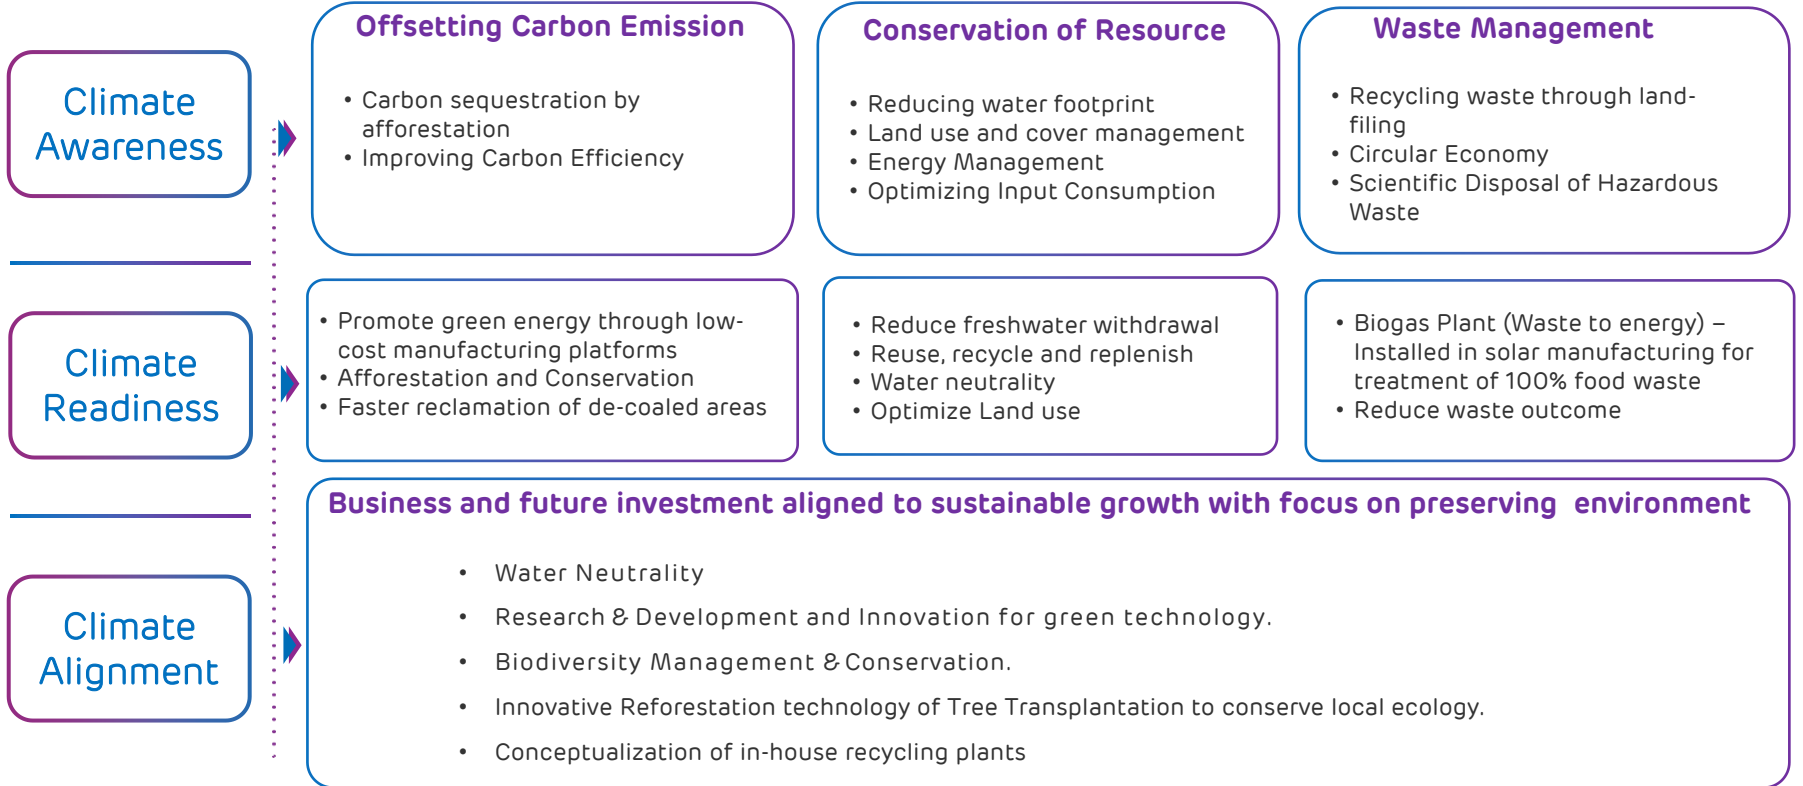 Climate
Awareness
Offsetting Carbon Emission
• Carbon sequestration by
afforestation
• Improving Carbon Efficiency
Conservation of Resource
• Reducing water footprint
• Land use and cover management
• Energy Management
• Optimizing Input Consumption
Waste Management
• Recycling waste through land-
filing
• Circular Economy
• Scientific Disposal of Hazardous
Waste
Climate
Readiness
• Promote green energy through low-
cost manufacturing platforms
• Afforestation and Conservation
• Faster reclamation of de-coaled areas
• Reduce freshwater withdrawal
• Reuse, recycle and replenish
• Water neutrality
• Optimize Land use
• Biogas Plant (Waste to energy) –
Installed in solar manufacturing for
treatment of 100% food waste
• Reduce waste outcome
Climate
Alignment
Business and future investment aligned to sustainable growth with focus on preserving environment
• Water Neutrality
• Research & Development and Innovation for green technology.
• Biodiversity Management & Conservation.
• Innovative Reforestation technology of Tree Transplantation to conserve local ecology.
• Conceptualization of in-house recycling plants